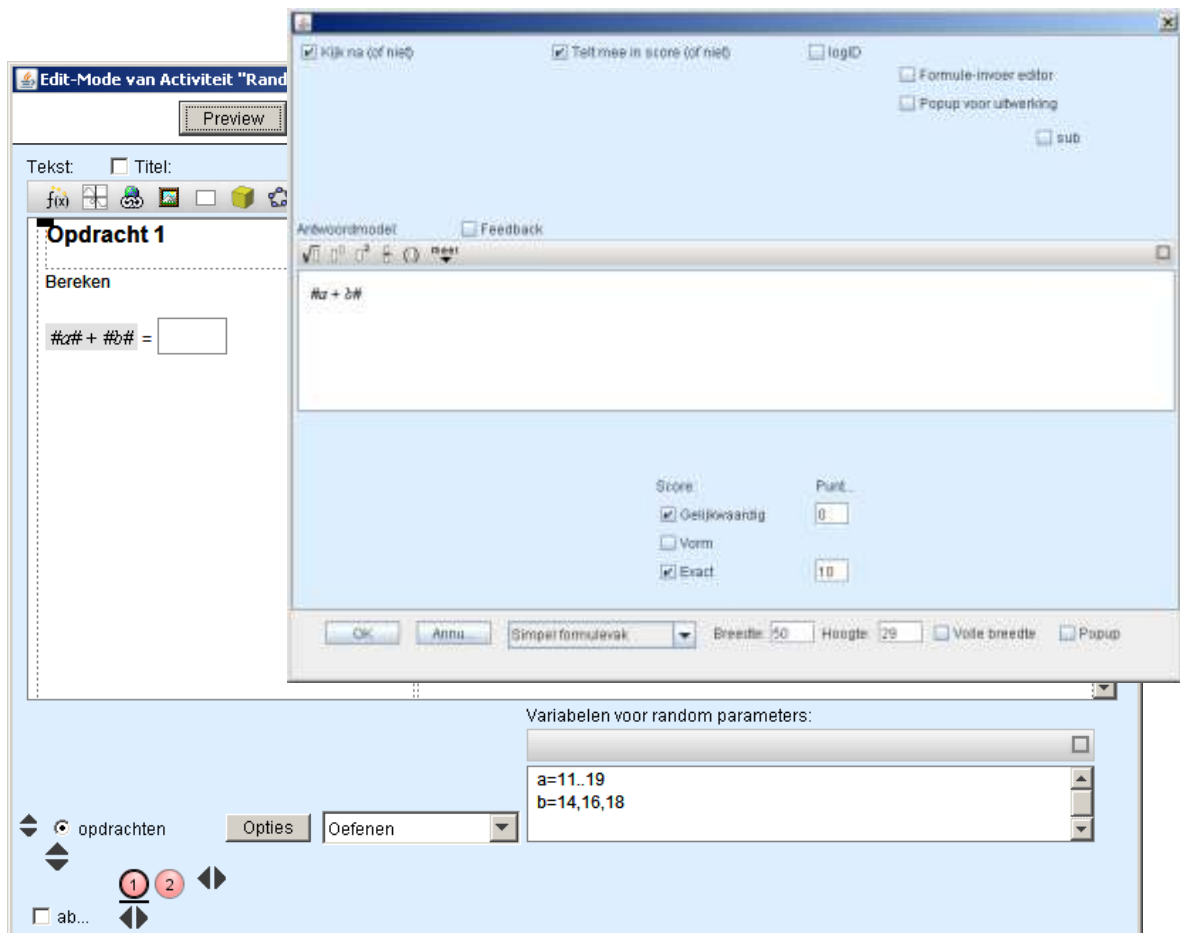 Edit-Mode van Activiteit "Rand
Preview
Tekst: Titel:
f(x)
Opdracht 1
Bereken
#a# + #b# =
Kijk na (of niet) Telt mee in score (of niet) logID
Formule-invoer editor
Popup voor uitwerking
sub
Antwoordmodel: Feedback
meer
#a + b#
Score: Punt...
Gelijkwaardig 0
Vorm
Exact 10
OK Annu... Simpel formulevak Breedte: 50 Hoogte: 29 Volle breedte Popup
Variabelen voor random parameters:
a=11..19
b=14,16,18
opdrachten Opties Oefenen
1 2
ab...